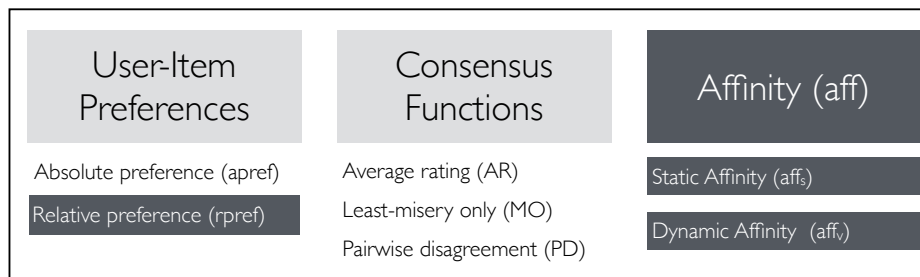 User-Item
Preferences
Absolute preference (apref)
Relative preference (rpref)
Consensus
Functions
Average rating (AR)
Least-misery only (MO)
Pairwise disagreement (PD)
Affinity (aff)
Static Affinity (affₛ)
Dynamic Affinity (affᵥ)